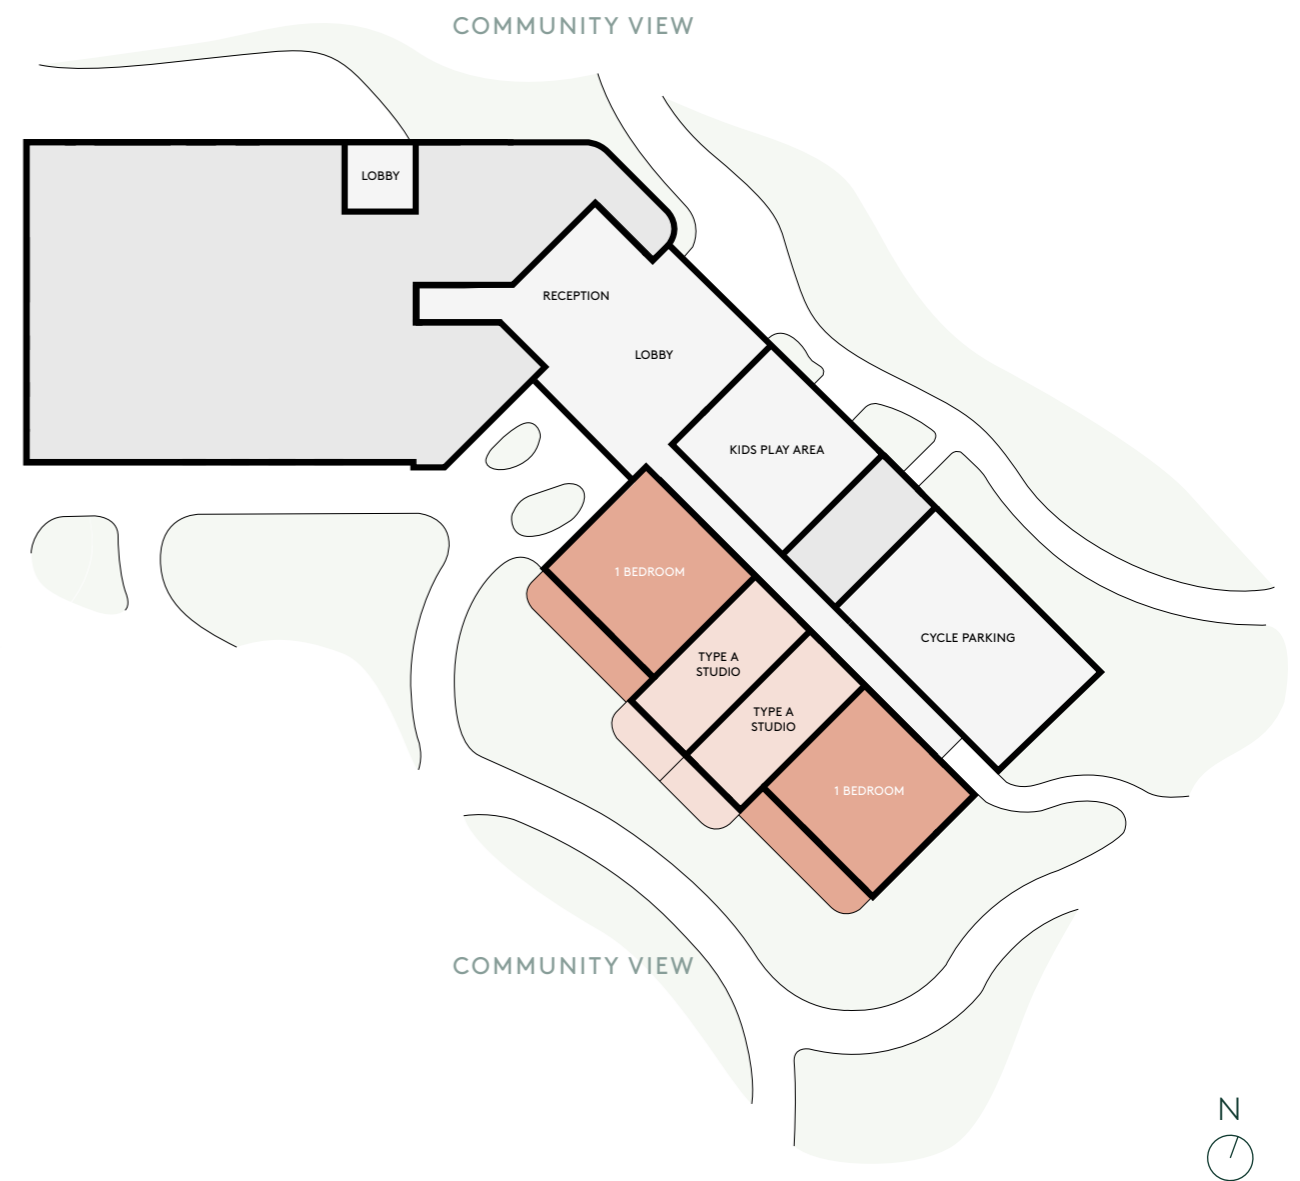 COMMUNITY VIEW
LOBBY
RECEPTION
LOBBY
KIDS PLAY AREA
1 BEDROOM
CYCLE PARKING
TYPE A
STUDIO
TYPE A
STUDIO
1 BEDROOM
COMMUNITY VIEW
N